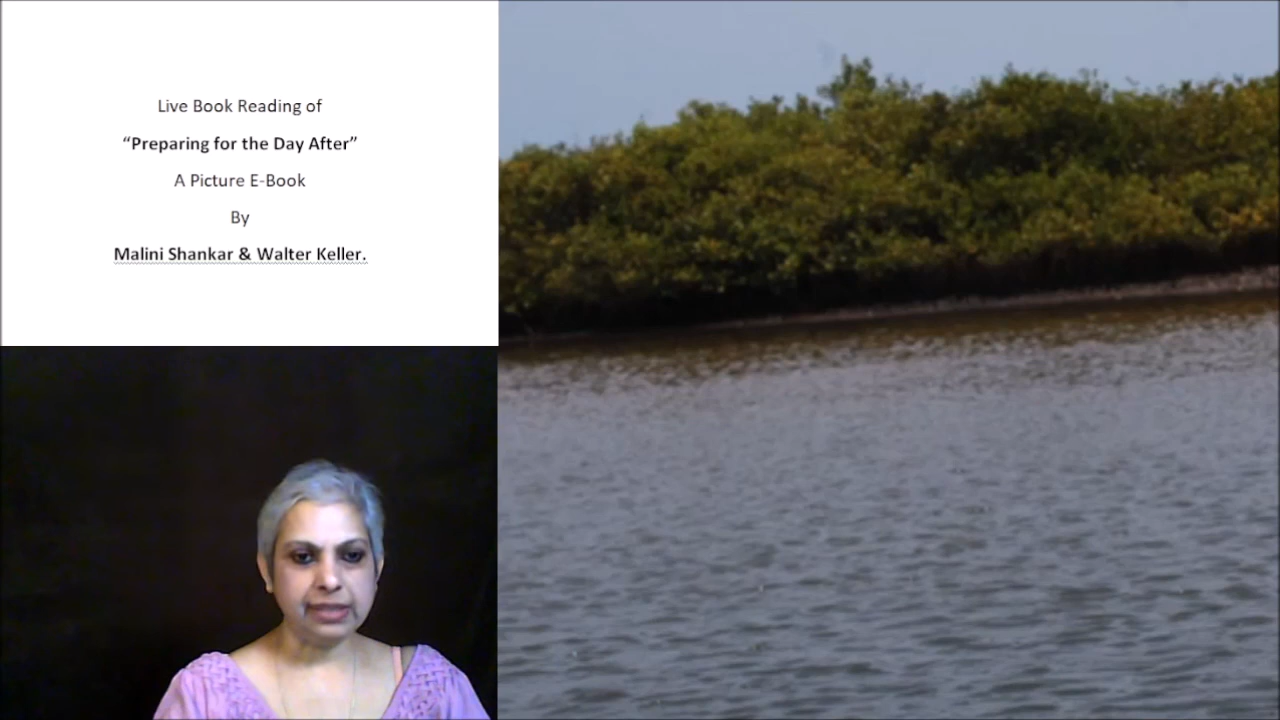 Live Book Reading of
“Preparing for the Day After”
A Picture E-Book
By
Malini Shankar & Walter Keller.